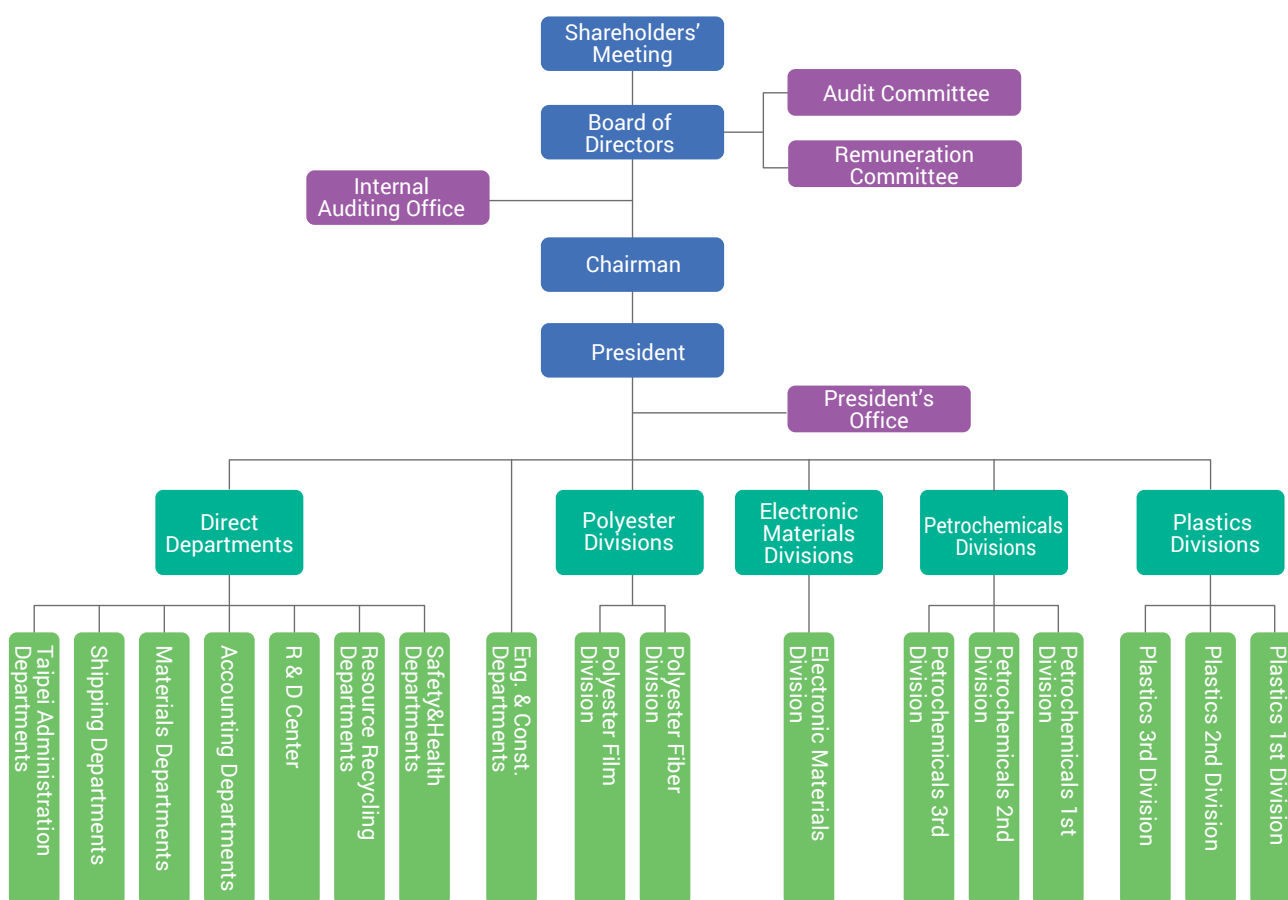 Shareholders’
Meeting
Audit Committee
Board of
Directors
Remuneration
Committee
Internal
Auditing Office
Chairman
President
President’s
Office
Direct
Departments
Polyester
Divisions
Electronic
Materials
Divisions
Petrochemicals
Divisions
Plastics
Divisions
Taipei Administration
Departments
Shipping Departments
Materials Departments
Accounting Departments
R & D Center
Resource Recycling
Departments
Safety&Health
Departments
Eng. & Const.
Departments
Polyester Film
Division
Polyester Fiber
Division
Electronic Materials
Division
Petrochemicals 3rd
Division
Petrochemicals 2nd
Division
Petrochemicals 1st
Division
Plastics 3rd Division
Plastics 2nd Division
Plastics 1st Division